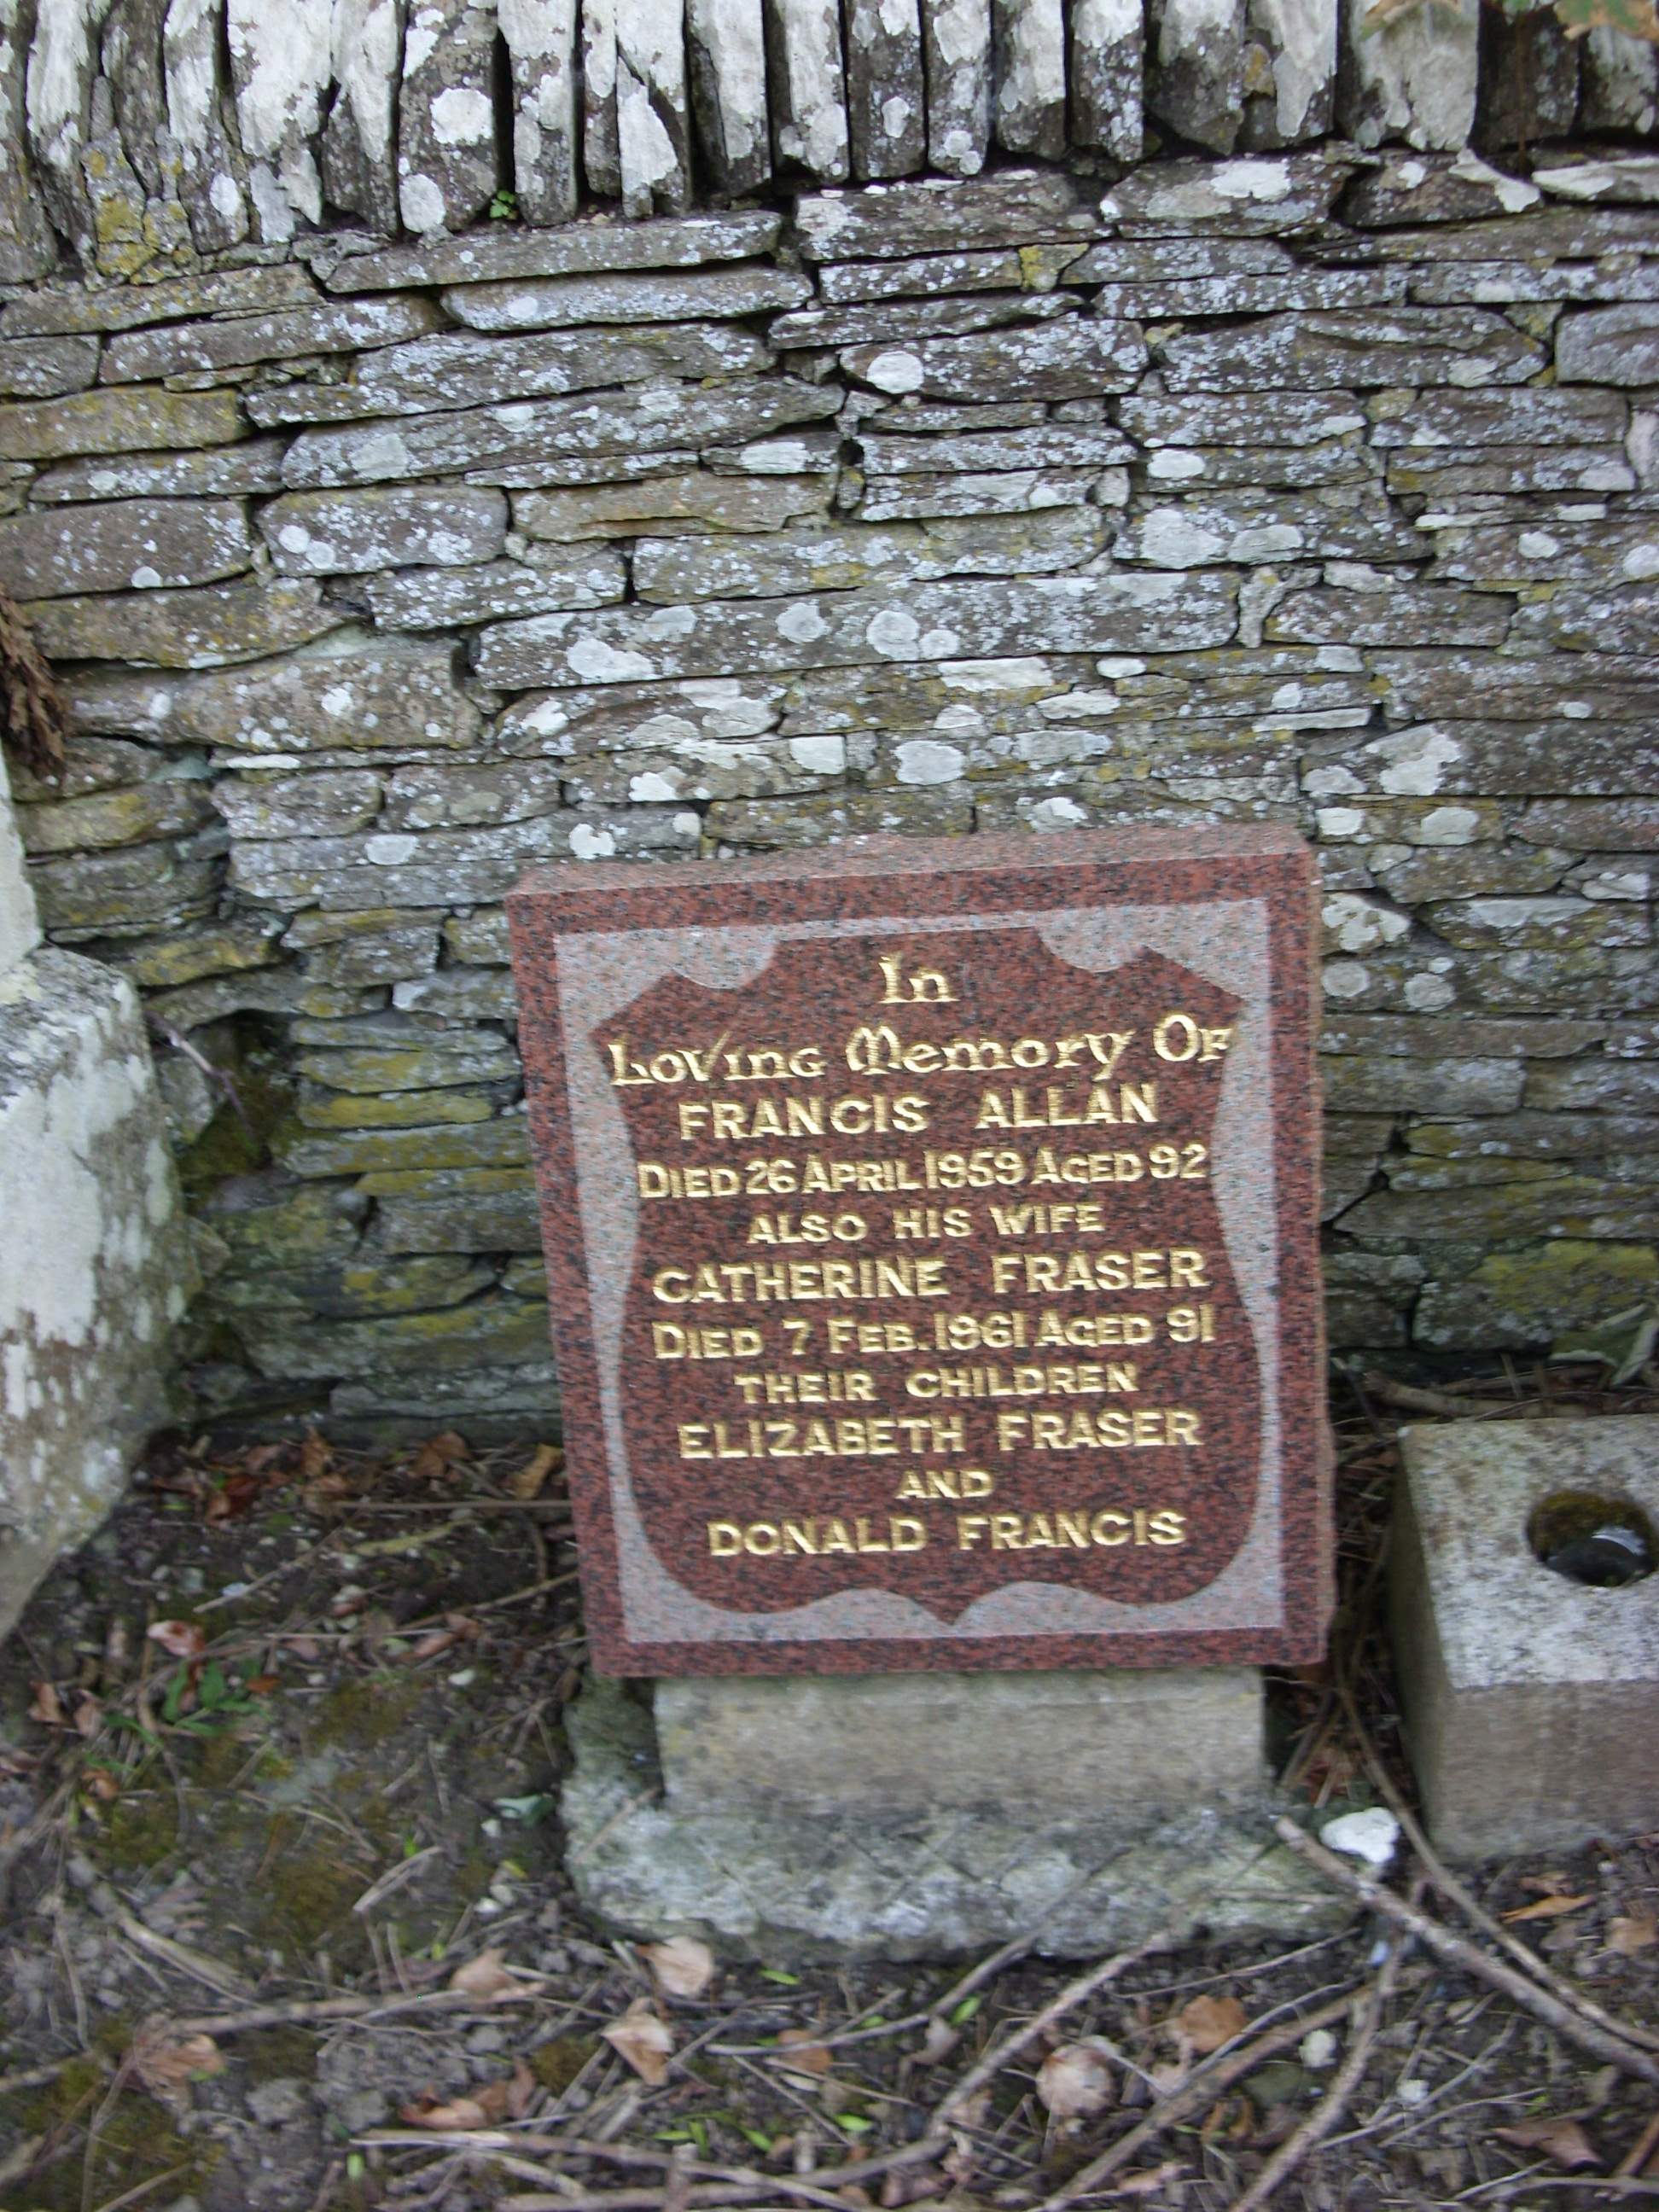 In
Loving Memory Of
FRANCIS ALLAN
DIED 26 APRIL 1959 AGED 92
ALSO HIS WIFE
CATHERINE FRASER
DIED 7 FEB. 1961 AGED 91
THEIR CHILDREN
ELIZABETH FRASER
AND
DONALD FRANCIS